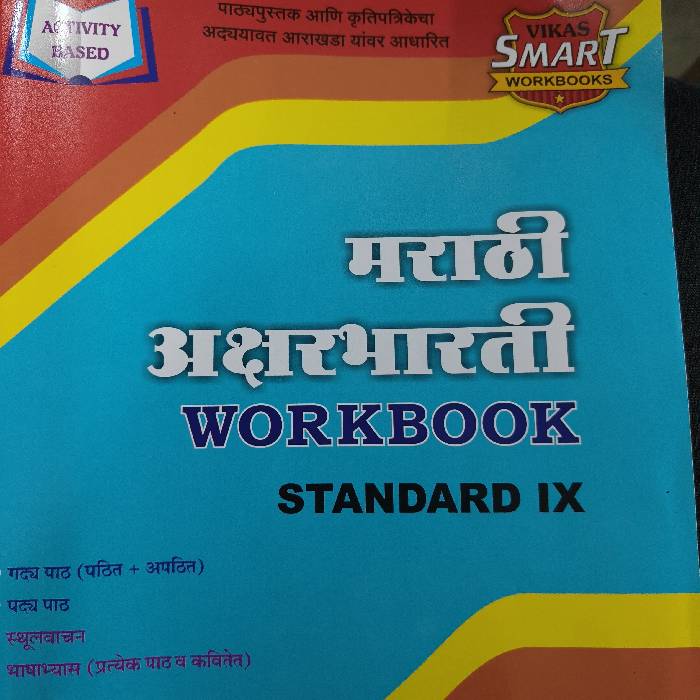 ACTIVITY
BASED
पाठ्यपुस्तक आणि कृतिपत्रिकेचा
अद्ययावत आराखडा यांवर आधारित
VIKAS
SMART
WORKBOOKS
मराठी
अक्षरभारती
WORKBOOK
STANDARD IX
गद्य पाठ (पठित + अपठित)
पद्य पाठ
स्थूलवाचन
भाषाभ्यास (प्रत्येक पाठ व कवितेत)